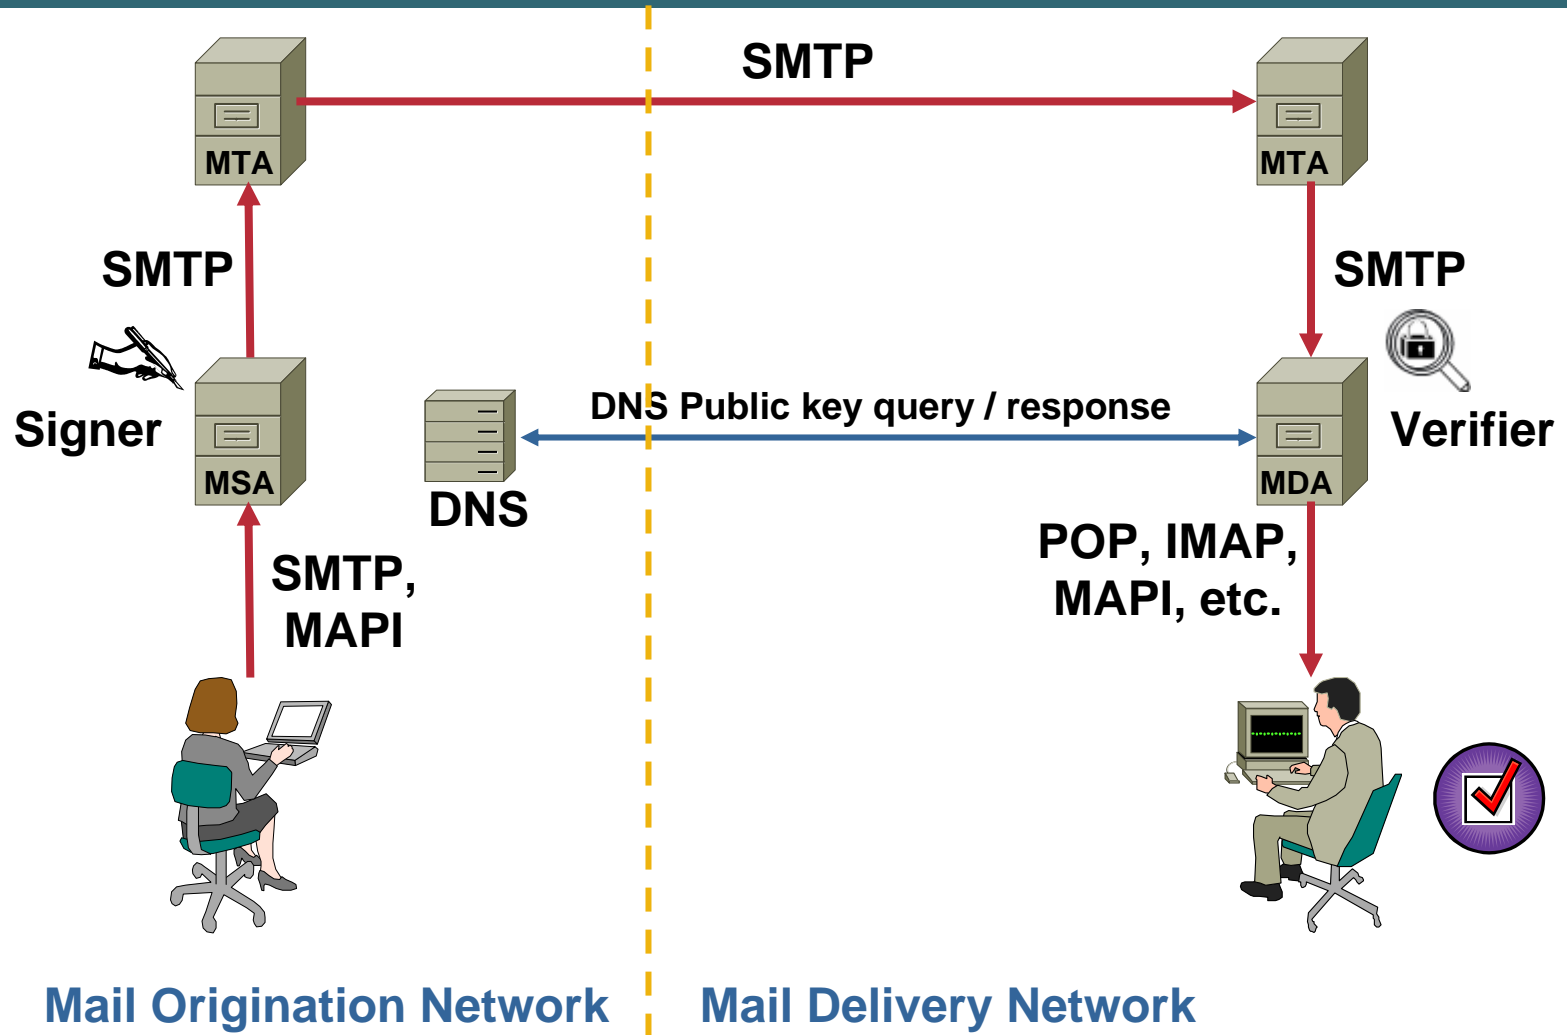 SMTP
MTA
MTA
SMTP
SMTP
Signer
MSA
DNS
DNS Public key query / response
MDA
Verifier
SMTP,
MAPI
POP, IMAP,
MAPI, etc.
Mail Origination Network
Mail Delivery Network